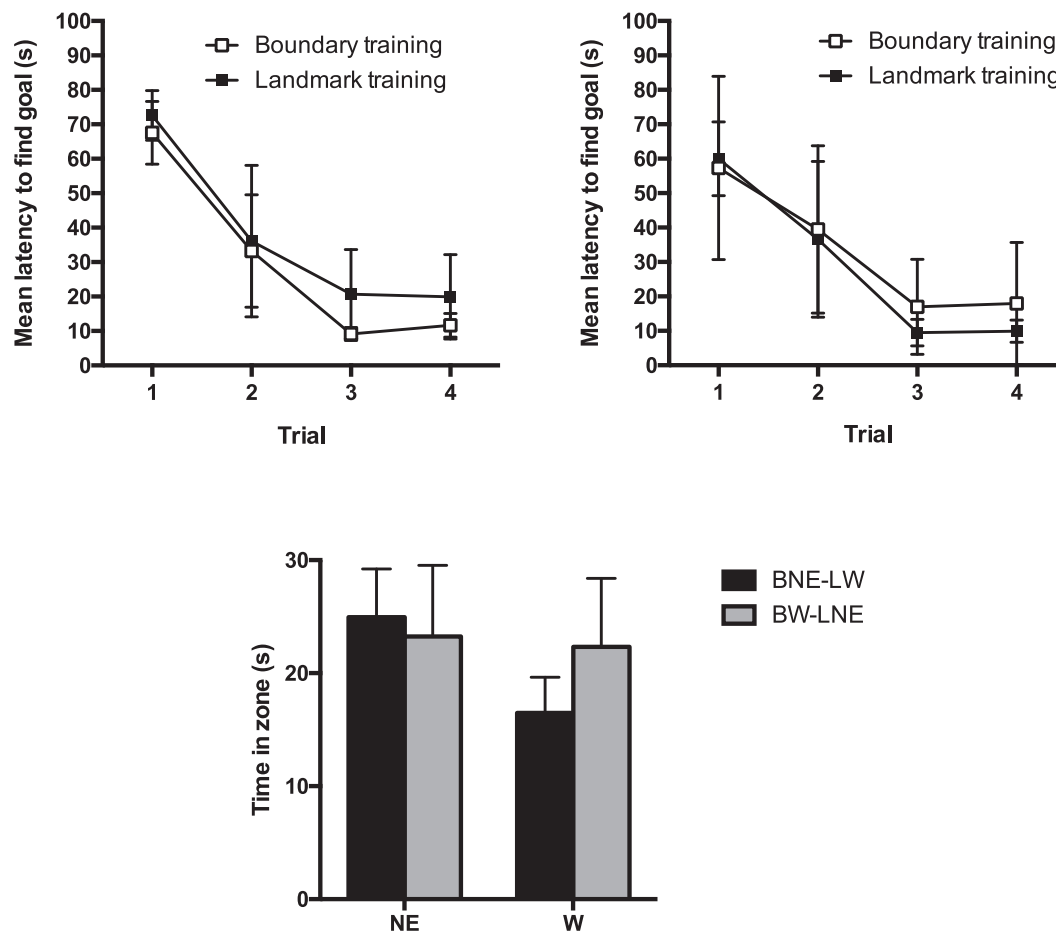 Mean latency to find goal (s)
100
90
80
70
60
50
40
30
20
10
0
Boundary training
Landmark training
1 2 3 4
Trial
Mean latency to find goal (s)
100
90
80
70
60
50
40
30
20
10
0
Boundary training
Landmark training
1 2 3 4
Trial
Time in zone (s)
30
20
10
0
NE W
BNE-LW
BW-LNE